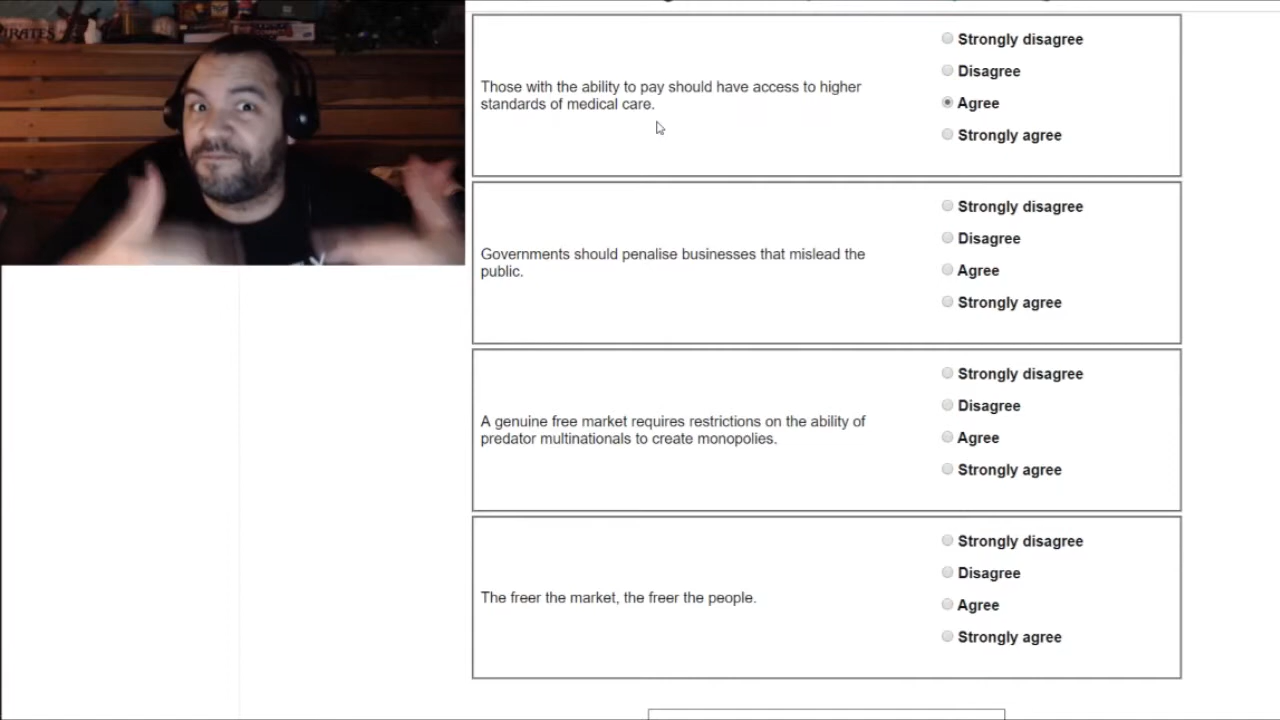 Strongly disagree
Disagree
Those with the ability to pay should have access to higher
standards of medical care.
Agree
Strongly agree
Strongly disagree
Disagree
Governments should penalise businesses that mislead the
public.
Agree
Strongly agree
Strongly disagree
Disagree
A genuine free market requires restrictions on the ability of
predator multinationals to create monopolies.
Agree
Strongly agree
Strongly disagree
Disagree
The freer the market, the freer the people.
Agree
Strongly agree